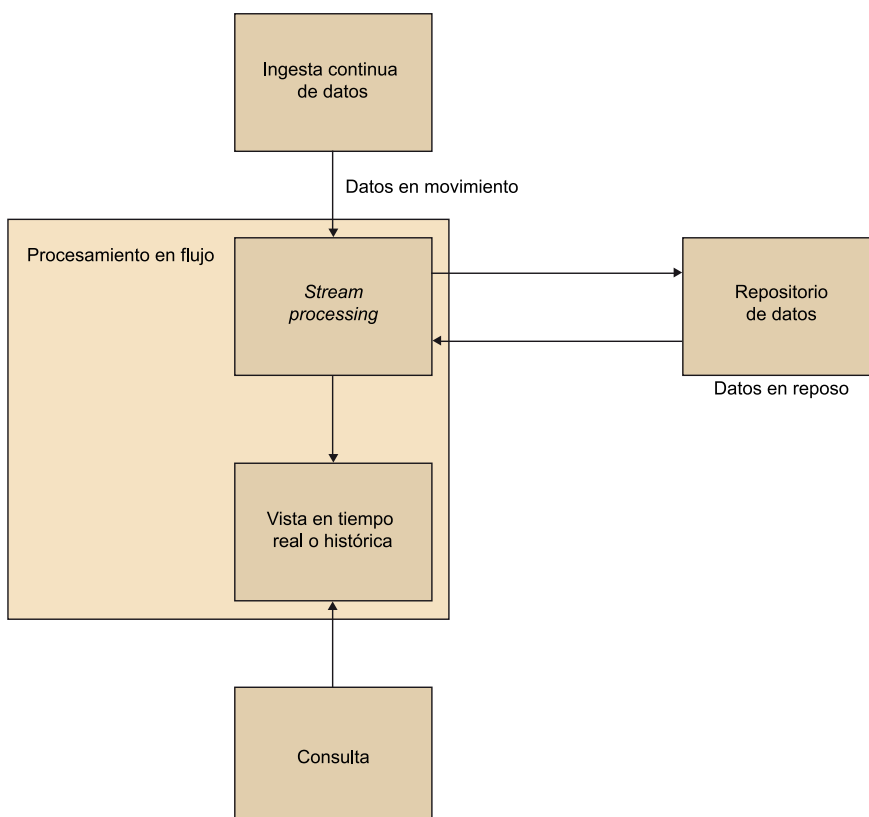 Ingesta continua
de datos
Datos en movimiento
Procesamiento en flujo
Stream
processing
Repositorio
de datos
Datos en reposo
Vista en tiempo
real o histórica
Consulta